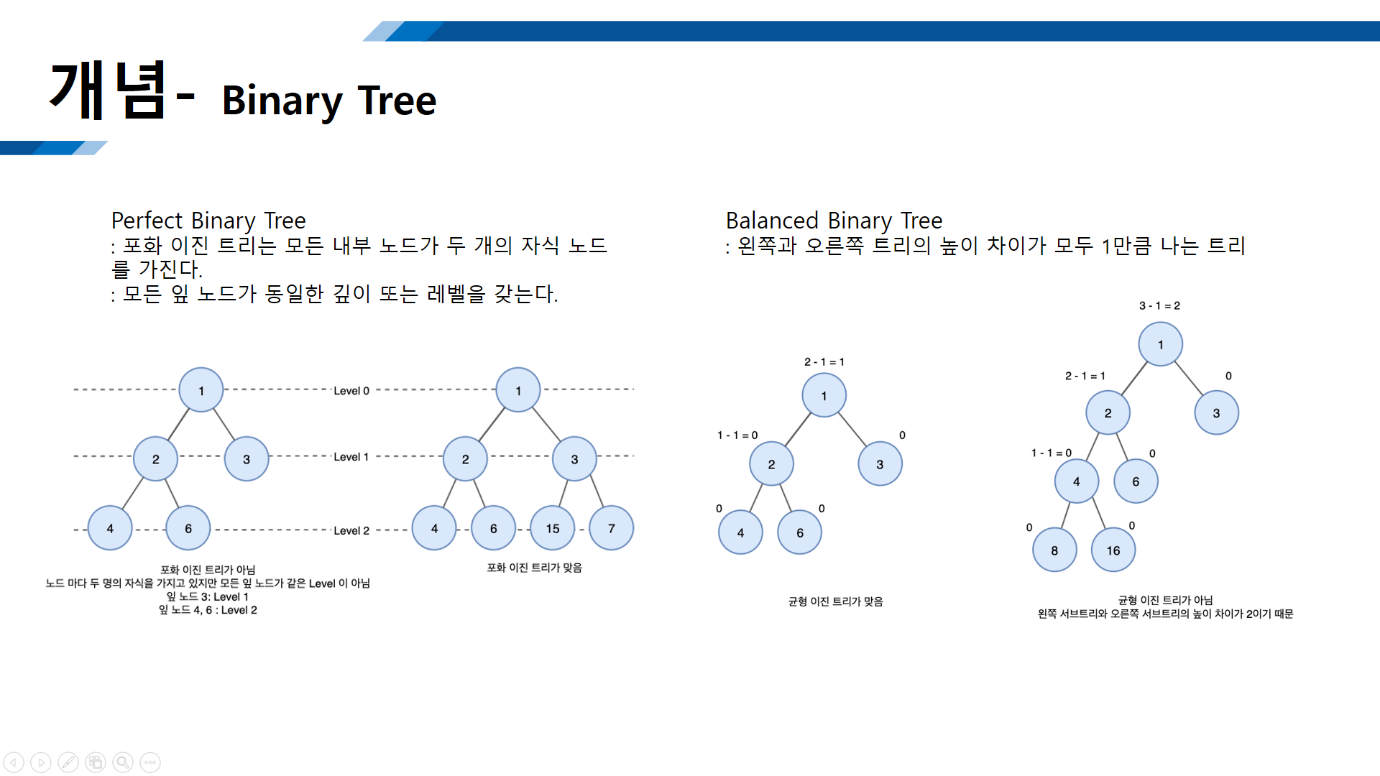 개념- Binary Tree
Perfect Binary Tree
: 포화 이진 트리는 모든 내부 노드가 두 개의 자식 노드
를 가진다.
: 모든 잎 노드가 동일한 깊이 또는 레벨을 갖는다.
1
Level 0
1
2
3
Level 1
2
3
4
6
Level 2
4
6
15
7
포화 이진 트리가 아님
노드 마다 두 명의 자식을 가지고 있지만 모든 잎 노드가 같은 Level 이 아님
잎 노드 3: Level 1
잎 노드 4, 6 : Level 2
포화 이진 트리가 맞음
Balanced Binary Tree
: 왼쪽과 오른쪽 트리의 높이 차이가 모두 1만큼 나는 트리
2 - 1 = 1
1
1 - 1 = 0
0
2
3
0
0
4
6
균형 이진 트리가 맞음
3 - 1 = 2
1
2 - 1 = 1
0
2
3
1 - 1 = 0
0
4
6
0
0
8
16
균형 이진 트리가 아님
왼쪽 서브트리와 오른쪽 서브트리의 높이 차이가 2이기 때문